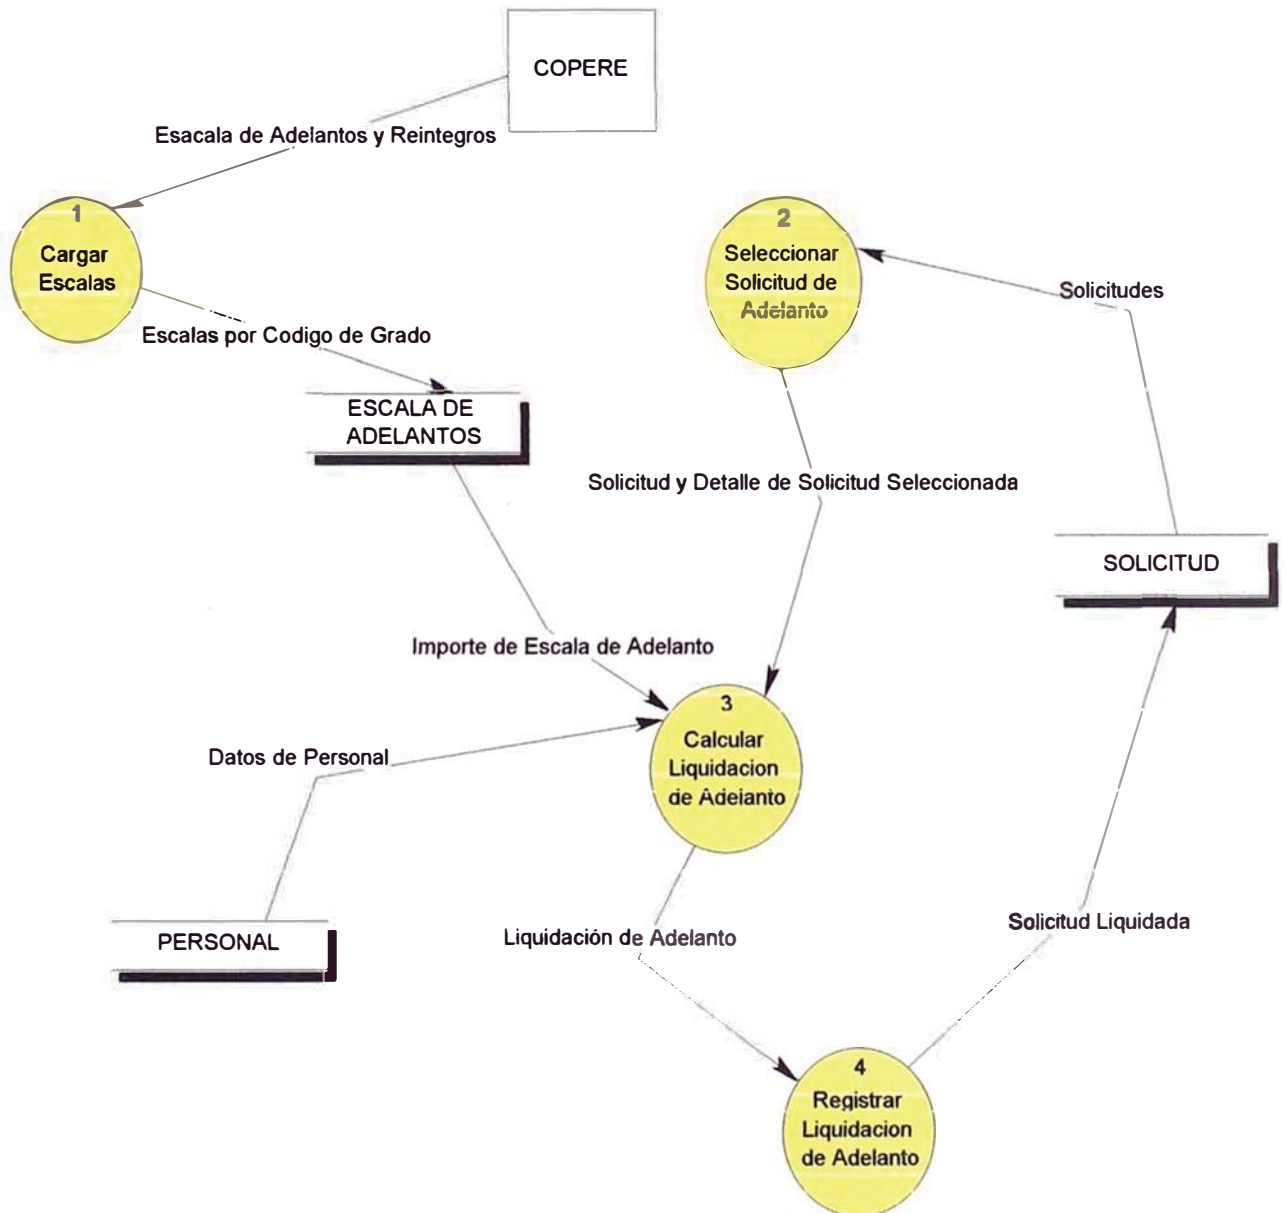 COPERE
Esacala de Adelantos y Reintegros
1
Cargar
Escalas
2
Seleccionar
Solicitud de
Adelanto
Solicitudes
Escalas por Codigo de Grado
ESCALA DE
ADELANTOS
Solicitud y Detalle de Solicitud Seleccionada
SOLICITUD
Importe de Escala de Adelanto
3
Calcular
Liquidacion
de Adelanto
Datos de Personal
PERSONAL
Liquidación de Adelanto
Solicitud Liquidada
4
Registrar
Liquidacion
de Adelanto